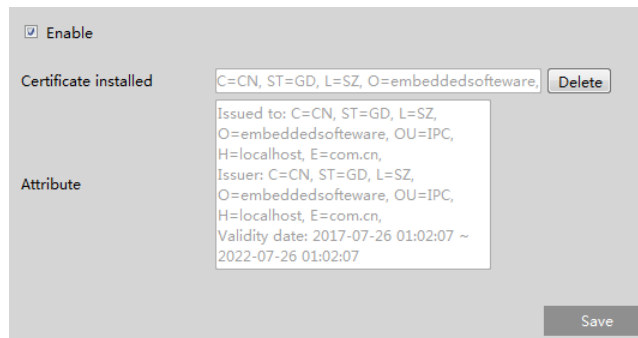 Enable
Certificate installed C=CN, ST=GD, L=SZ, O=embeddedsofteware, Delete
Issued to: C=CN, ST=GD, L=SZ,
O=embeddedsofteware, OU=IPC,
H=localhost, E=com.cn,
Issuer: C=CN, ST=GD, L=SZ,
Attribute
O=embeddedsofteware, OU=IPC,
H=localhost, E=com.cn,
Validity date: 2017-07-26 01:02:07 ~
2022-07-26 01:02:07
Save